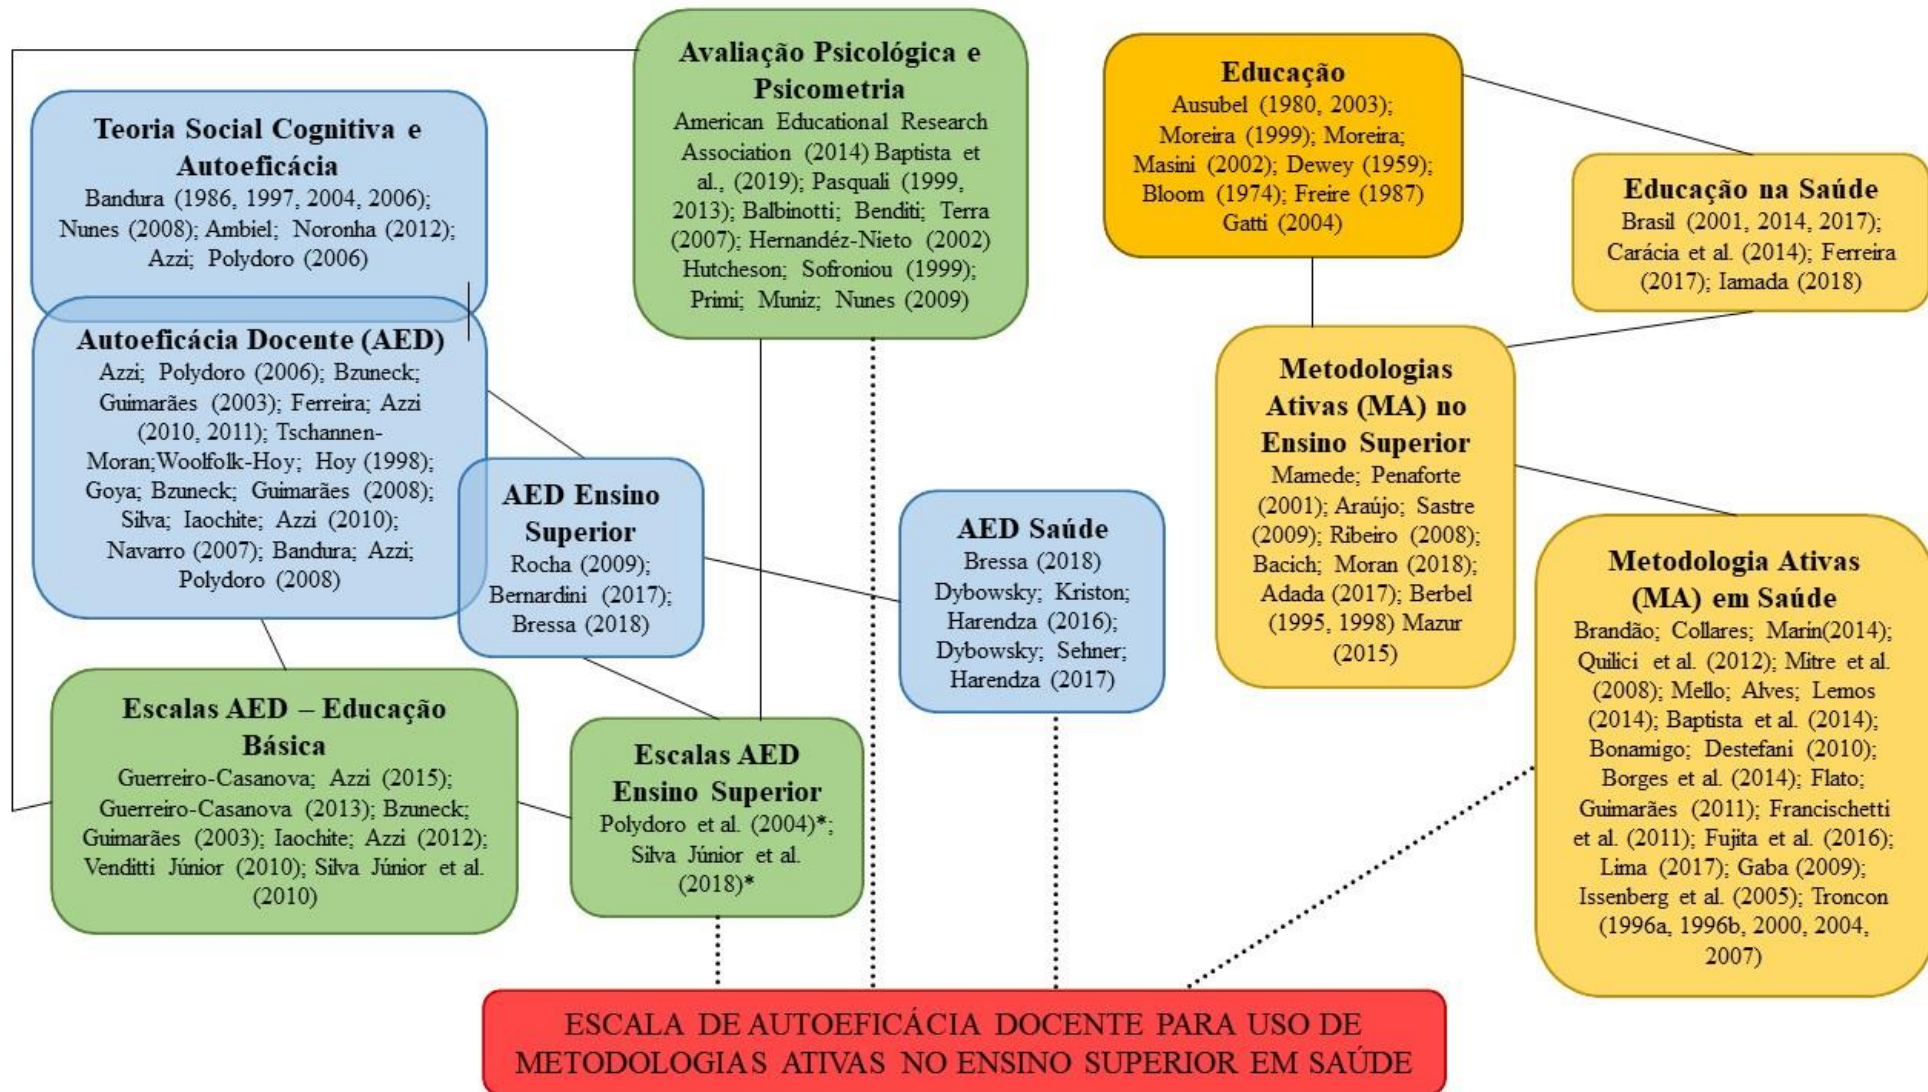 Avaliação Psicológica e
Psicometria
American Educational Research
Association (2014) Baptista et
al., (2019); Pasquali (1999,
2013); Balbinotti; Benditi; Terra
(2007); Hernandéz-Nieto (2002)
Hutcheson; Sofroniou (1999);
Primi; Muniz; Nunes (2009)
Educação
Ausubel (1980, 2003);
Moreira (1999); Moreira;
Masini (2002); Dewey (1959);
Bloom (1974); Freire (1987)
Gatti (2004)
Teoria Social Cognitiva e
Autoeficácia
Bandura (1986, 1997, 2004, 2006);
Nunes (2008); Ambiel; Noronha (2012);
Azzi; Polydoro (2006)
Educação na Saúde
Brasil (2001, 2014, 2017);
Carácia et al. (2014); Ferreira
(2017); Iamada (2018)
Autoeficácia Docente (AED)
Azzi; Polydoro (2006); Bzuneck;
Guimarães (2003); Ferreira; Azzi
(2010, 2011); Tschannen-
Moran;Woolfolk-Hoy; Hoy (1998);
Goya; Bzuneck; Guimarães (2008);
Silva; Iaochite; Azzi (2010);
Navarro (2007); Bandura; Azzi;
Polydoro (2008)
Metodologias
Ativas (MA) no
Ensino Superior
Mamede; Penaforte
(2001); Araújo; Sastre
(2009); Ribeiro (2008);
Bacich; Moran (2018);
Adada (2017); Berbel
(1995, 1998) Mazur
(2015)
AED Ensino
Superior
Rocha (2009);
Bernardini (2017);
Bressa (2018)
AED Saúde
Bressa (2018)
Dybowsky; Kriston;
Harendza (2016);
Dybowsky; Sehner;
Harendza (2017)
Metodologia Ativas
(MA) em Saúde
Brandão; Collares; Marin(2014);
Quilici et al. (2012); Mitre et al.
(2008); Mello; Alves; Lemos
(2014); Baptista et al. (2014);
Bonamigo; Destefani (2010);
Borges et al. (2014); Flato;
Guimarães (2011); Francischetti
et al. (2011); Fujita et al. (2016);
Lima (2017); Gaba (2009);
Issenberg et al. (2005); Troncon
(1996a, 1996b, 2000, 2004,
2007)
Escalas AED – Educação
Básica
Guerreiro-Casanova; Azzi (2015);
Guerreiro-Casanova (2013); Bzuneck;
Guimarães (2003); Iaochite; Azzi (2012);
Venditti Júnior (2010); Silva Júnior et al.
(2010)
Escalas AED
Ensino Superior
Polydoro et al. (2004)*;
Silva Júnior et al.
(2018)*
ESCALA DE AUTOEFICÁCIA DOCENTE PARA USO DE
METODOLOGIAS ATIVAS NO ENSINO SUPERIOR EM SAÚDE